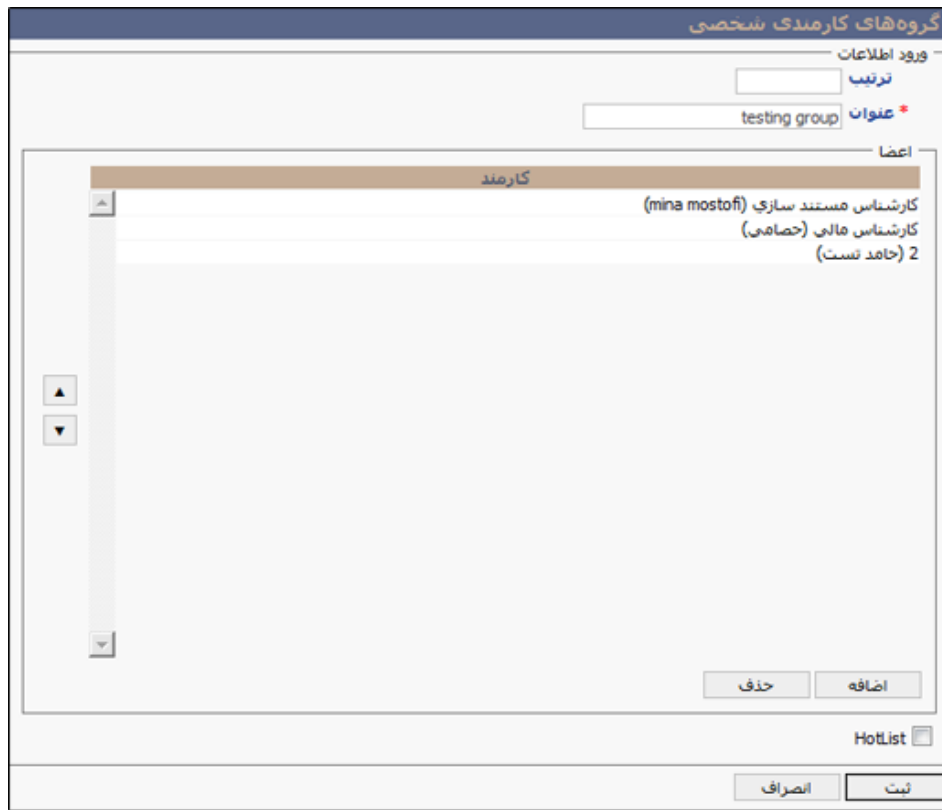 گروه‌های کارمندی شخصی
ورود اطلاعات
ترتیب
* عنوان testing group
اعضا
کارمند
کارشناس مستند سازي (mina mostofi)
کارشناس مالی (حصامی)
2 (حامد تست)
▲
▼
اضافه حذف
HotList
ثبت انصراف